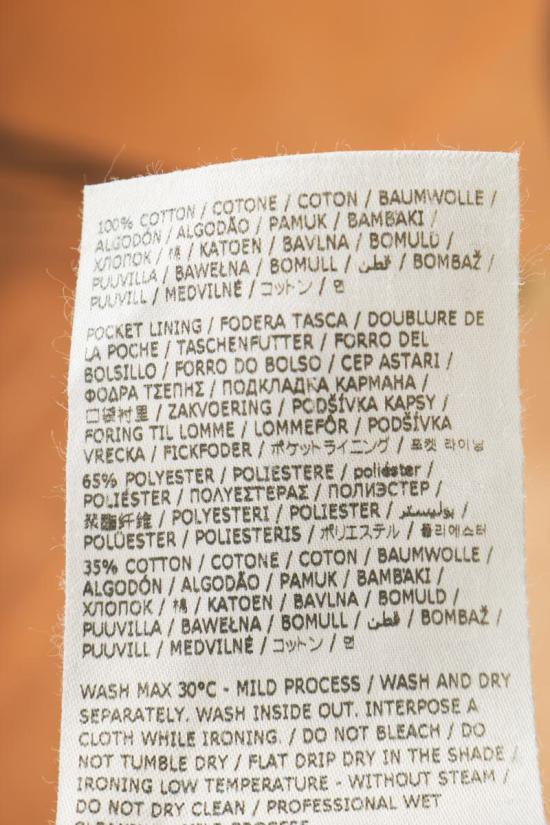 100% COTTON / COTONE / COTON / BAUMWOLLE /
ALGODÓN / ALGODÃO / PAMUK / BAMBAKI /
ХЛОПОК / 棉 / KATOEN / BAVLNA / BOMULD /
PUUVILLA / BAWEŁNA / BOMULL / قطن / BOMBAŽ /
PUUVILL / MEDVILNĖ / コットン / 면
POCKET LINING / FODERA TASCA / DOUBLURE DE
LA POCHE / TASCHENFUTTER / FORRO DEL
BOLSILLO / FORRO DO BOLSO / CEP ASTARI /
ΦΟΔΡΑ ΤΣΕΠΗΣ / ПОДКЛАДКА КАРМАНА /
口袋衬里 / ZAKVOERING / PODŠÍVKA KAPSY /
FORING TIL LOMME / LOMMEFÔR / PODŠÍVKA
VRECKA / FICKFODER / ポケットライニング / 포켓 라이닝
65% POLYESTER / POLIESTERE / poliéster /
POLIÉSTER / ΠΟΛΥΕΣΤΕΡΑΣ / ПОЛИЭСТЕР /
聚酯纤维 / POLYESTERI / POLIESTER / بوليستر /
POLÜESTER / POLIESTERIS / ポリエステル / 폴리에스터
35% COTTON / COTONE / COTON / BAUMWOLLE /
ALGODÓN / ALGODÃO / PAMUK / BAMBAKI /
ХЛОПОК / 棉 / KATOEN / BAVLNA / BOMULD /
PUUVILLA / BAWEŁNA / BOMULL / قطن / BOMBAŽ /
PUUVILL / MEDVILNĖ / コットン / 면
WASH MAX 30°C - MILD PROCESS / WASH AND DRY
SEPARATELY. WASH INSIDE OUT. INTERPOSE A
CLOTH WHILE IRONING. / DO NOT BLEACH / DO
NOT TUMBLE DRY / FLAT DRIP DRY IN THE SHADE /
IRONING LOW TEMPERATURE - WITHOUT STEAM /
DO NOT DRY CLEAN / PROFESSIONAL WET